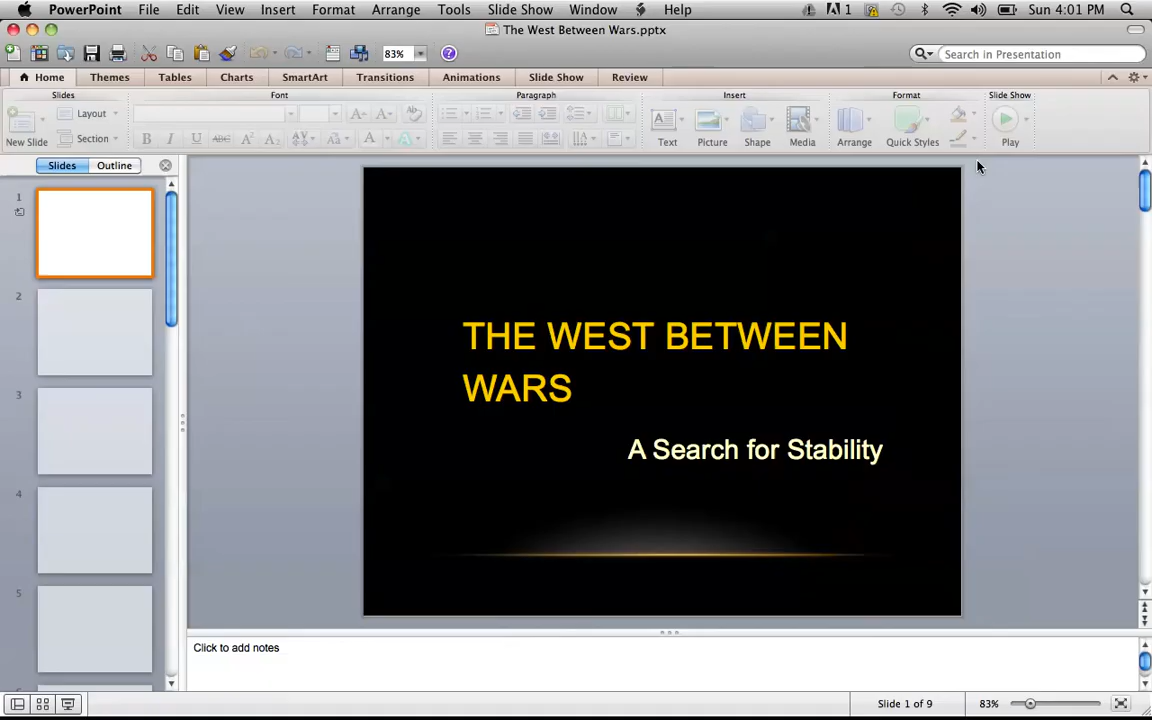 PowerPoint File Edit View Insert Format Arrange Tools Slide Show Window Help 1 Sun 4:01 PM
The West Between Wars.pptx
83% Search in Presentation
Home Themes Tables Charts SmartArt Transitions Animations Slide Show Review
Slides Font Paragraph Insert Format Slide Show
Layout
Section
New Slide B I U ABC A² A₂ Text Picture Shape Media Arrange Quick Styles Play
Slides Outline
1
2
3
4
5
THE WEST BETWEEN
WARS
A Search for Stability
Click to add notes
Slide 1 of 9 83%